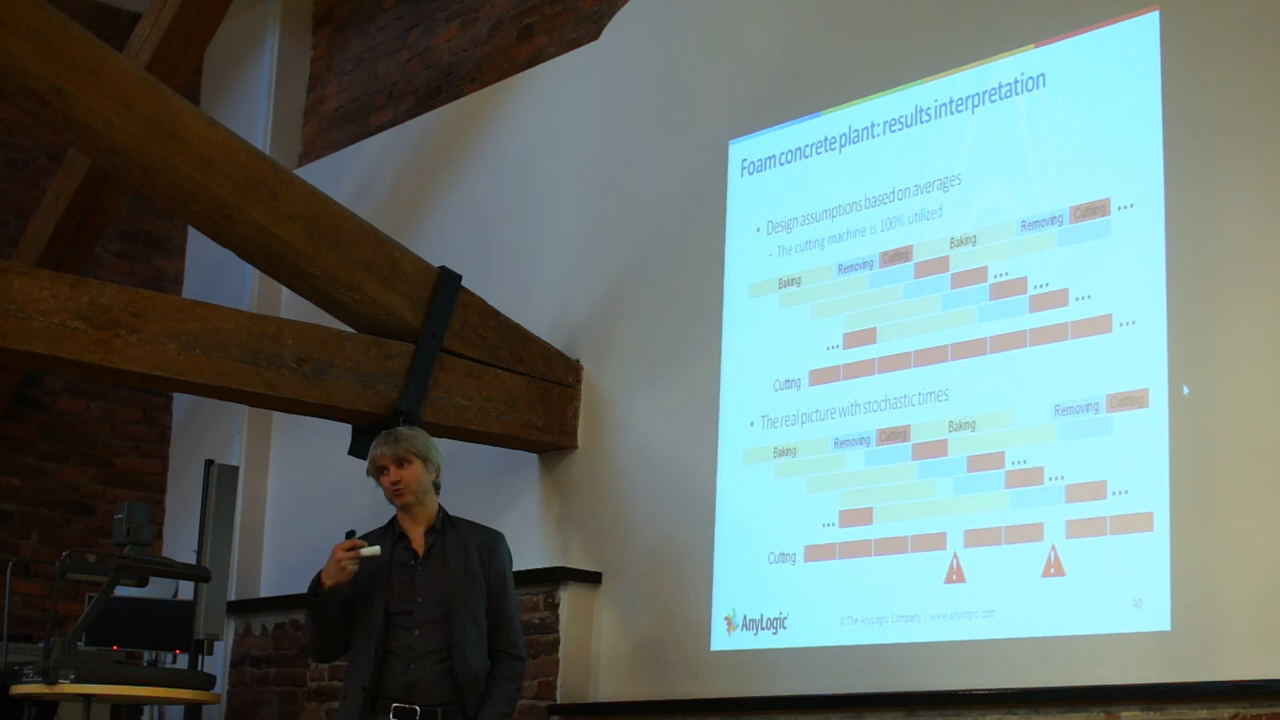 Foam concrete plant: results interpretation
• Design assumptions based on averages
– The cutting machine is 100% utilized
Removing Cutting ...
Baking
Baking Removing Cutting
...
...
...
...
Cutting: ...
• The real picture with stochastic times
Removing Cutting
Baking Removing Cutting Baking
...
...
...
...
Cutting:
! !
AnyLogic® © The AnyLogic Company | www.anylogic.com 40